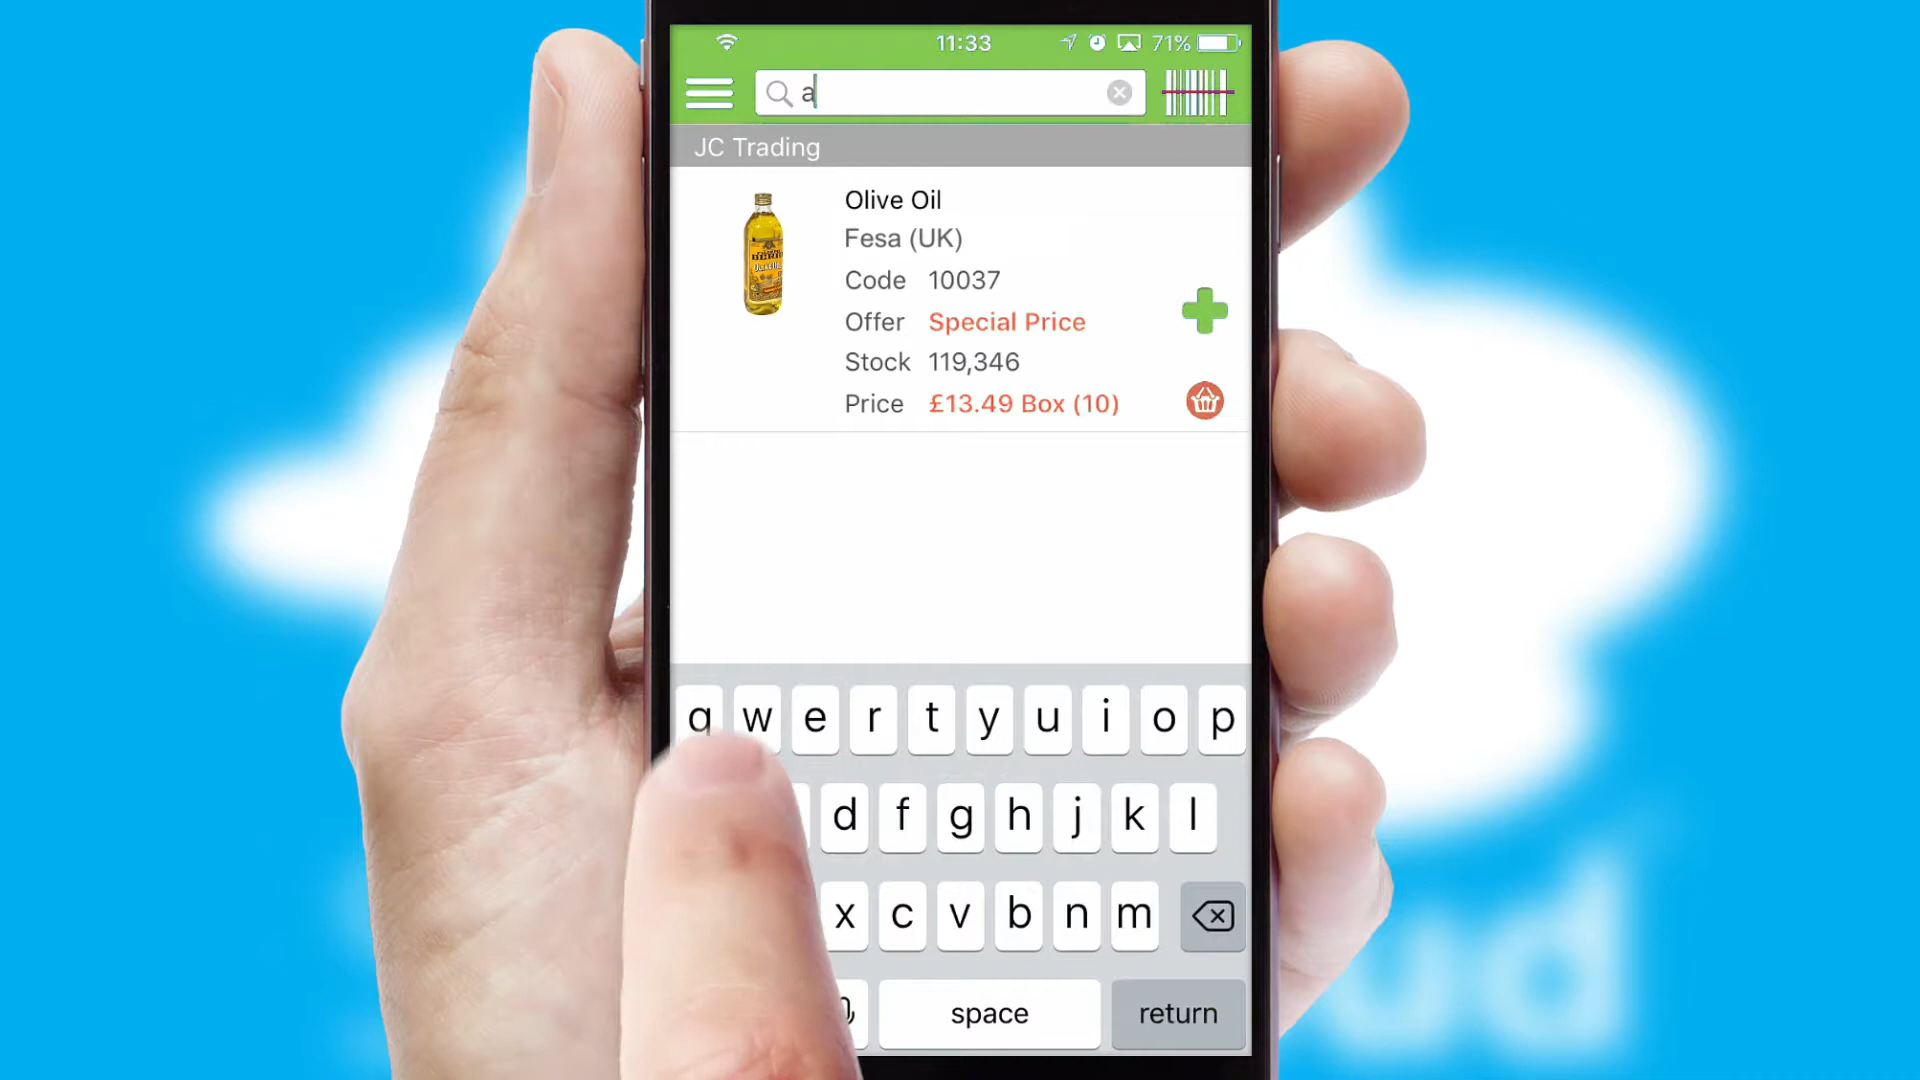 11:33
71%
a
JC Trading
Olive Oil
Fesa (UK)
Code 10037
Offer Special Price
Stock 119,346
Price £13.49 Box (10)
q w e r t y u i o p
d f g h j k l
x c v b n m
space return
ud